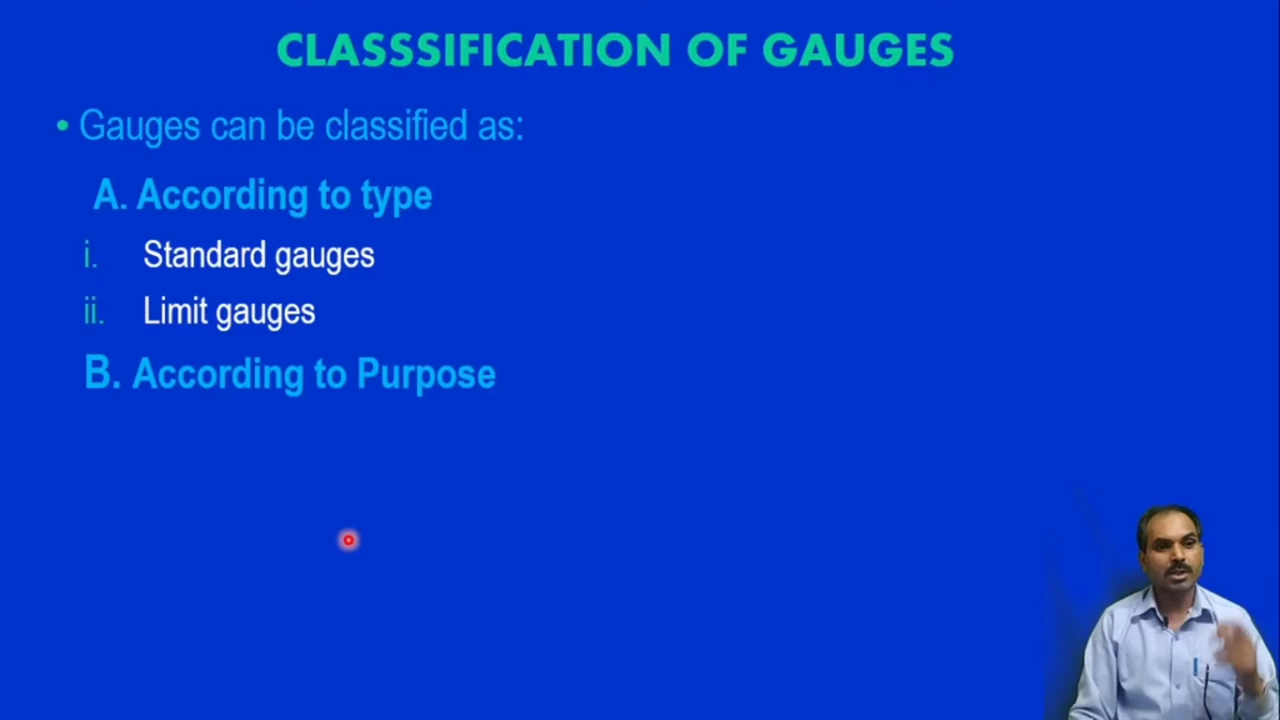 CLASSSIFICATION OF GAUGES
• Gauges can be classified as:
A. According to type
i. Standard gauges
ii. Limit gauges
B. According to Purpose